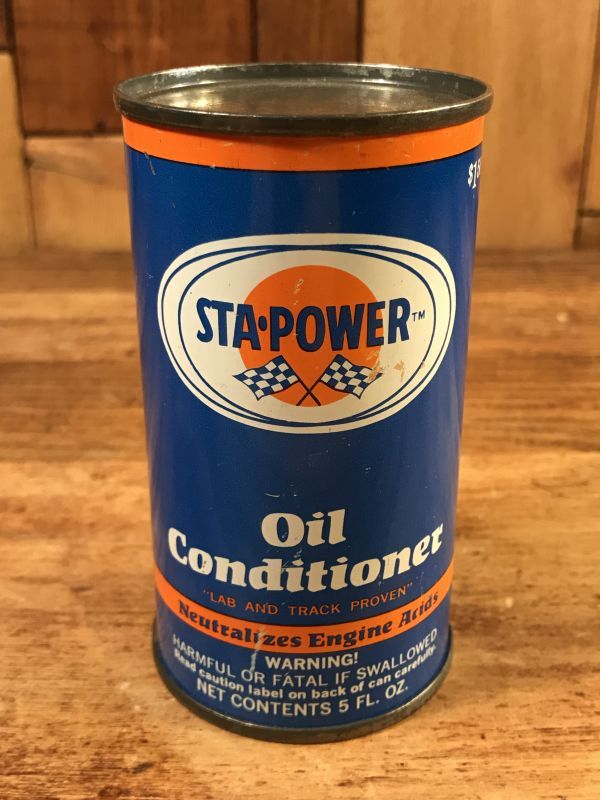 STA·POWER™
Oil
Conditioner
"LAB AND TRACK PROVEN"
Neutralizes Engine Acids
WARNING!
HARMFUL OR FATAL IF SWALLOWED
Read caution label on back of can carefully.
NET CONTENTS 5 FL. OZ.